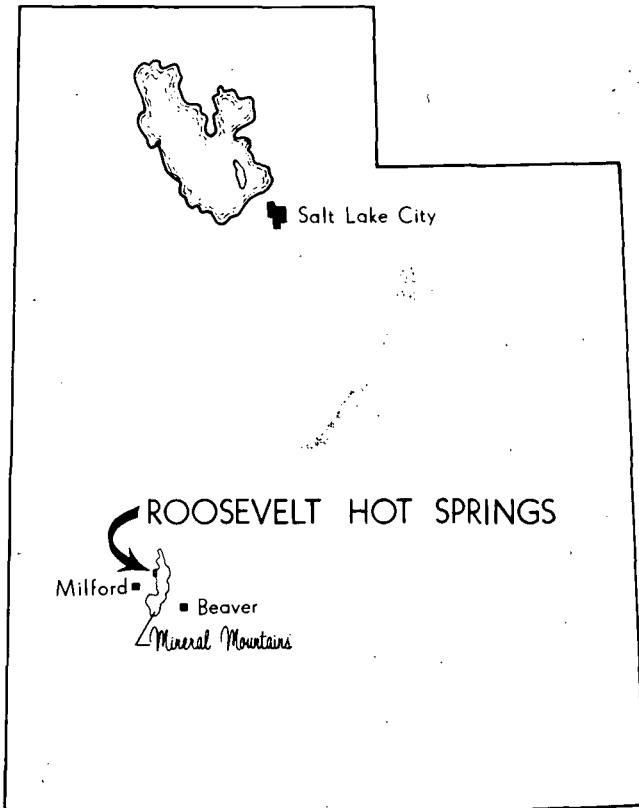 Salt Lake City
ROOSEVELT HOT SPRINGS
Milford
Beaver
Mineral Mountains